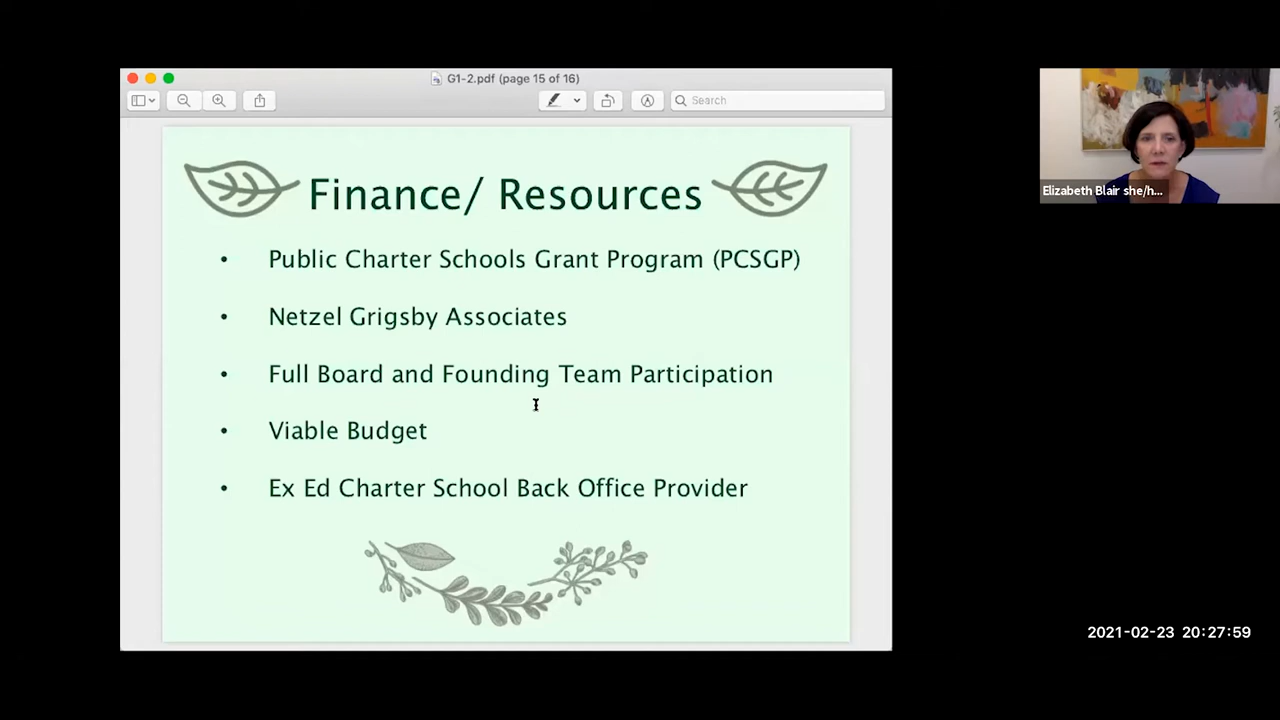 G1-2.pdf (page 15 of 16)
Search
Finance/ Resources
• Public Charter Schools Grant Program (PCSGP)
• Netzel Grigsby Associates
• Full Board and Founding Team Participation
• Viable Budget
• Ex Ed Charter School Back Office Provider
Elizabeth Blair she/h...
2021-02-23 20:27:59